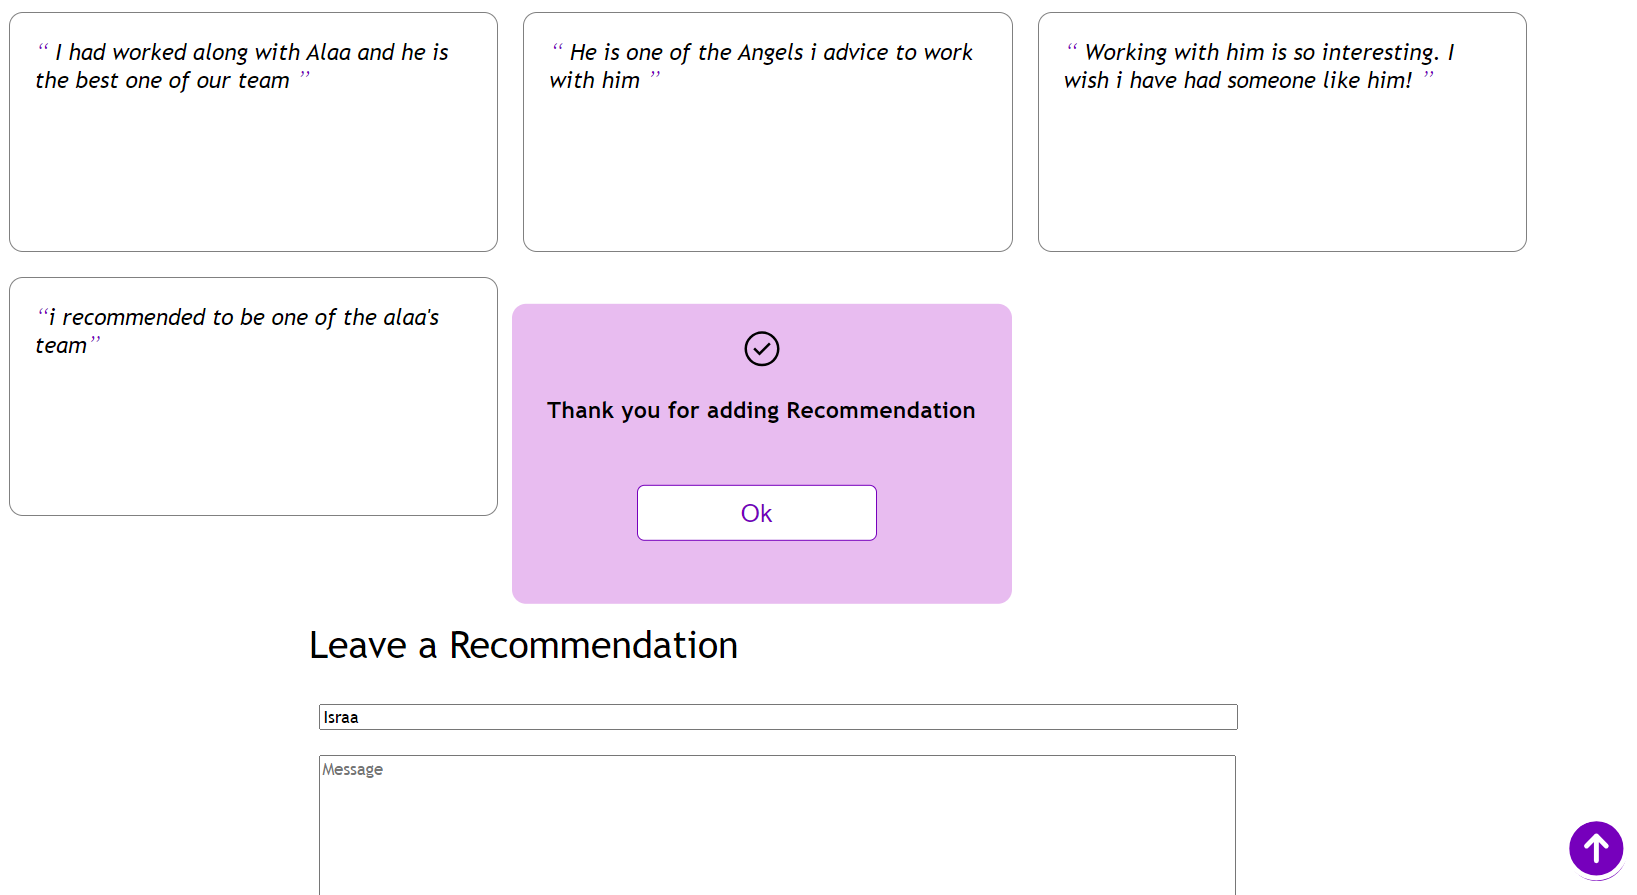 “ I had worked along with Alaa and he is
the best one of our team ”
“ He is one of the Angels i advice to work
with him ”
“ Working with him is so interesting. I
wish i have had someone like him! ”
“i recommended to be one of the alaa's
team”
Thank you for adding Recommendation
Ok
Leave a Recommendation
Israa
Message